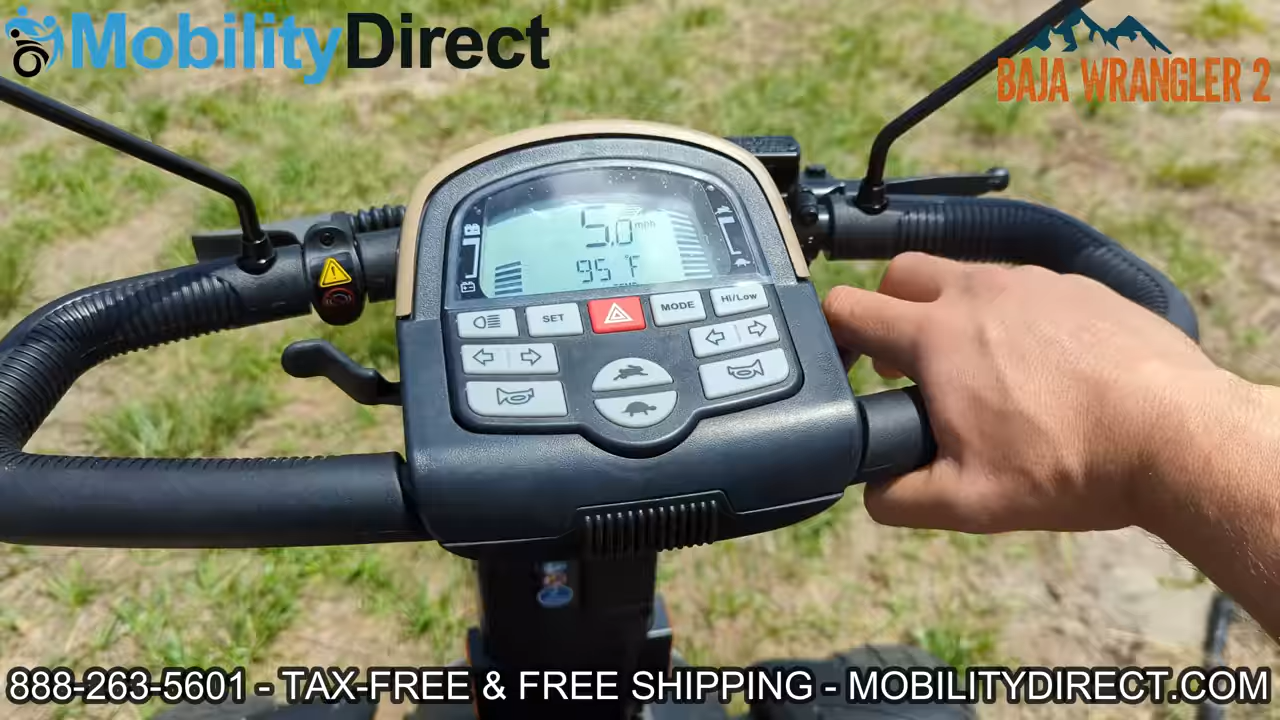 MobilityDirect
BAJA WRANGLER 2
5.0 mph
95 °F
SET
MODE
Hi/Low
888-263-5601 - TAX-FREE & FREE SHIPPING - MOBILITYDIRECT.COM